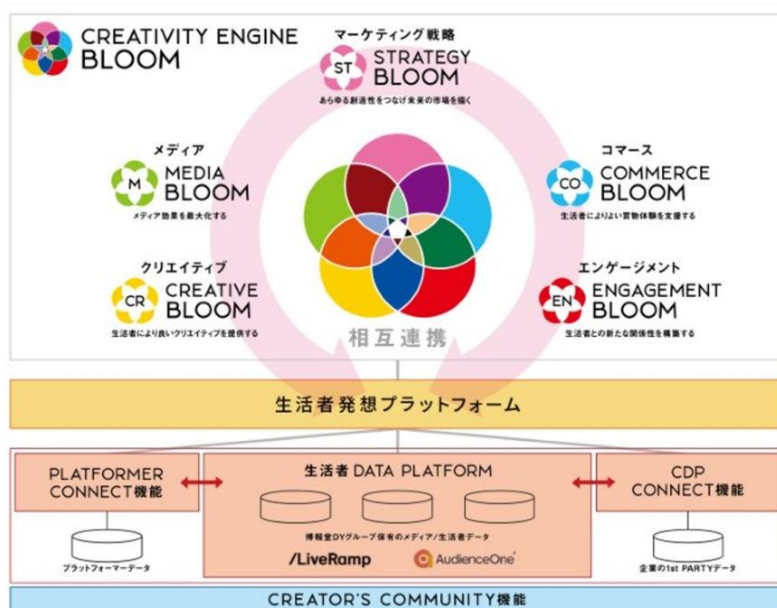 CREATIVITY ENGINE
BLOOM
マーケティング戦略
ST
STRATEGY
BLOOM
あらゆる創造性をつなげ未来の市場を描く
メディア
M
MEDIA
BLOOM
メディア効果を最大化する
コマース
CO
COMMERCE
BLOOM
生活者によりよい買物体験を支援する
クリエイティブ
CR
CREATIVE
BLOOM
生活者により良いクリエイティブを提供する
エンゲージメント
EN
ENGAGEMENT
BLOOM
生活者との新たな関係性を構築する
相互連携
生活者発想プラットフォーム
PLATFORMER
CONNECT機能
プラットフォーマーデータ
生活者 DATA PLATFORM
博報堂DYグループ保有のメディア/生活者データ
/LiveRamp
AudienceOne
CDP
CONNECT機能
企業の1st PARTYデータ
CREATOR'S COMMUNITY機能